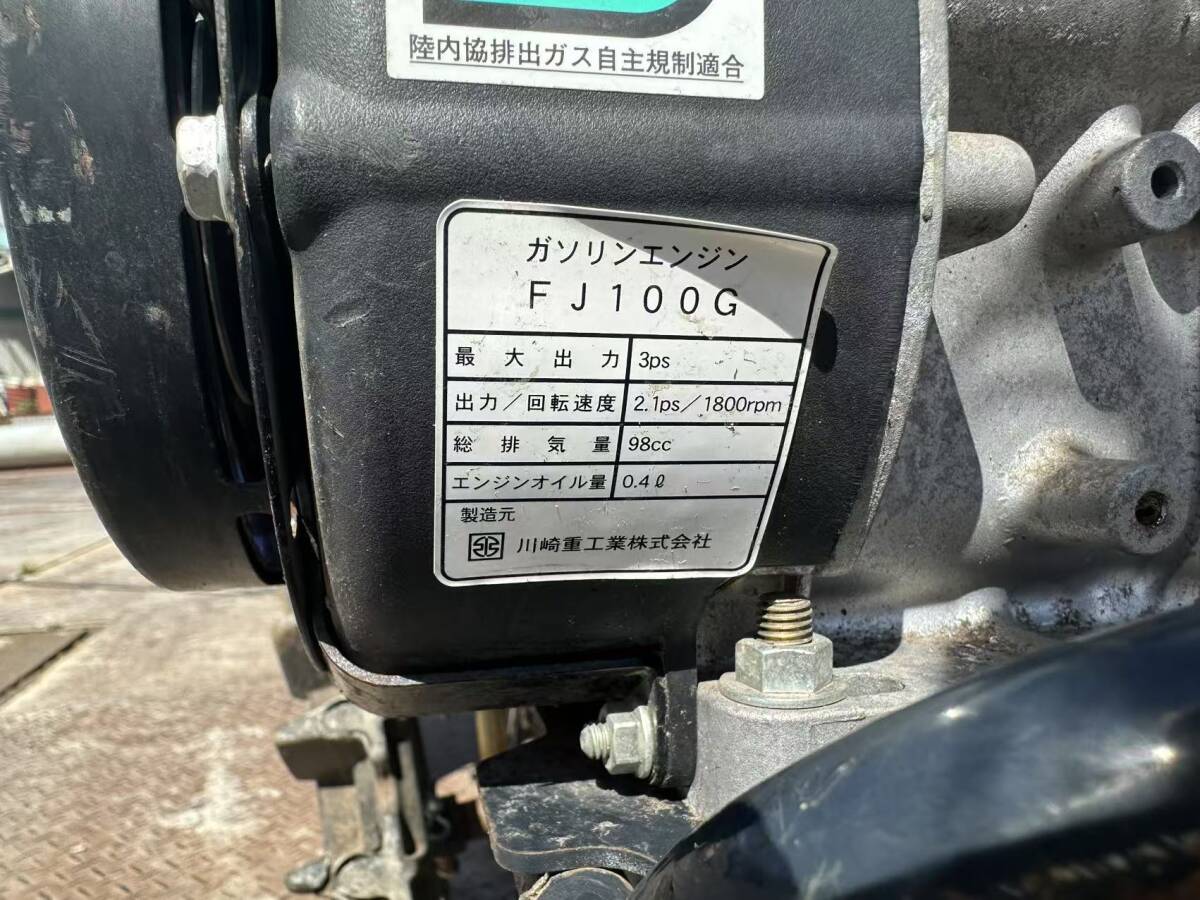 陸内協排出ガス自主規制適合
ガソリンエンジン
ＦＪ１００Ｇ
最大出力 3ps
出力／回転速度 2.1ps／1800rpm
総排気量 98cc
エンジンオイル量 0.4ℓ
製造元
川崎重工業株式会社